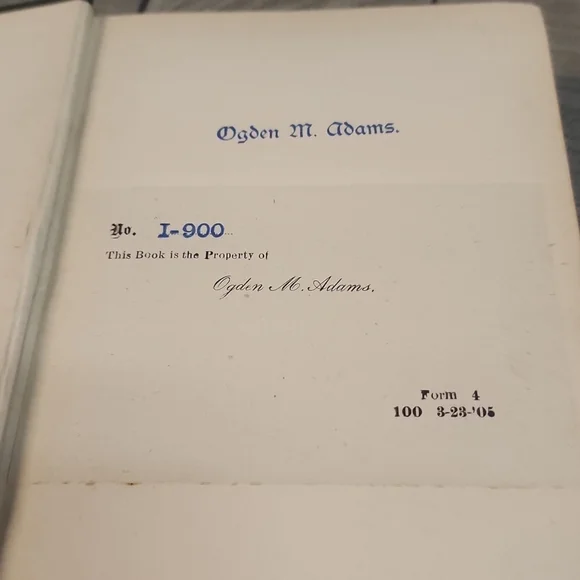 Ogden M. Adams.
No. I-900
This Book is the Property of
Ogden M. Adams.
Form 4
100 3-23-'05